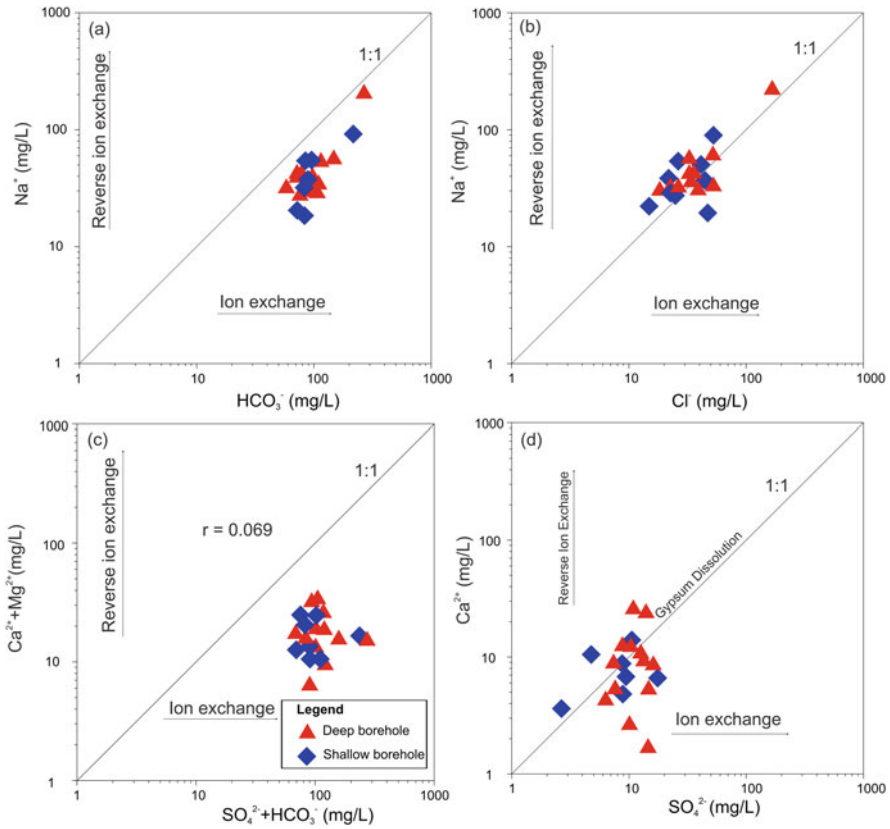 (a)
1000
100
10
1
1
10
100
1000
Na⁺ (mg/L)
HCO₃⁻ (mg/L)
Reverse ion exchange
Ion exchange
1:1
(b)
1000
100
10
1
1
10
100
1000
Na⁺ (mg/L)
Cl⁻ (mg/L)
Reverse ion exchange
Ion exchange
1:1
(c)
1000
100
10
1
1
10
100
1000
Ca²⁺+Mg²⁺(mg/L)
SO₄²⁻+HCO₃⁻ (mg/L)
Reverse ion exchange
Ion exchange
1:1
r = 0.069
Legend
Deep borehole
Shallow borehole
(d)
1000
100
10
1
1
10
100
1000
Ca²⁺ (mg/L)
SO₄²⁻ (mg/L)
Reverse Ion Exchange
Ion exchange
1:1
Gypsum Dissolution